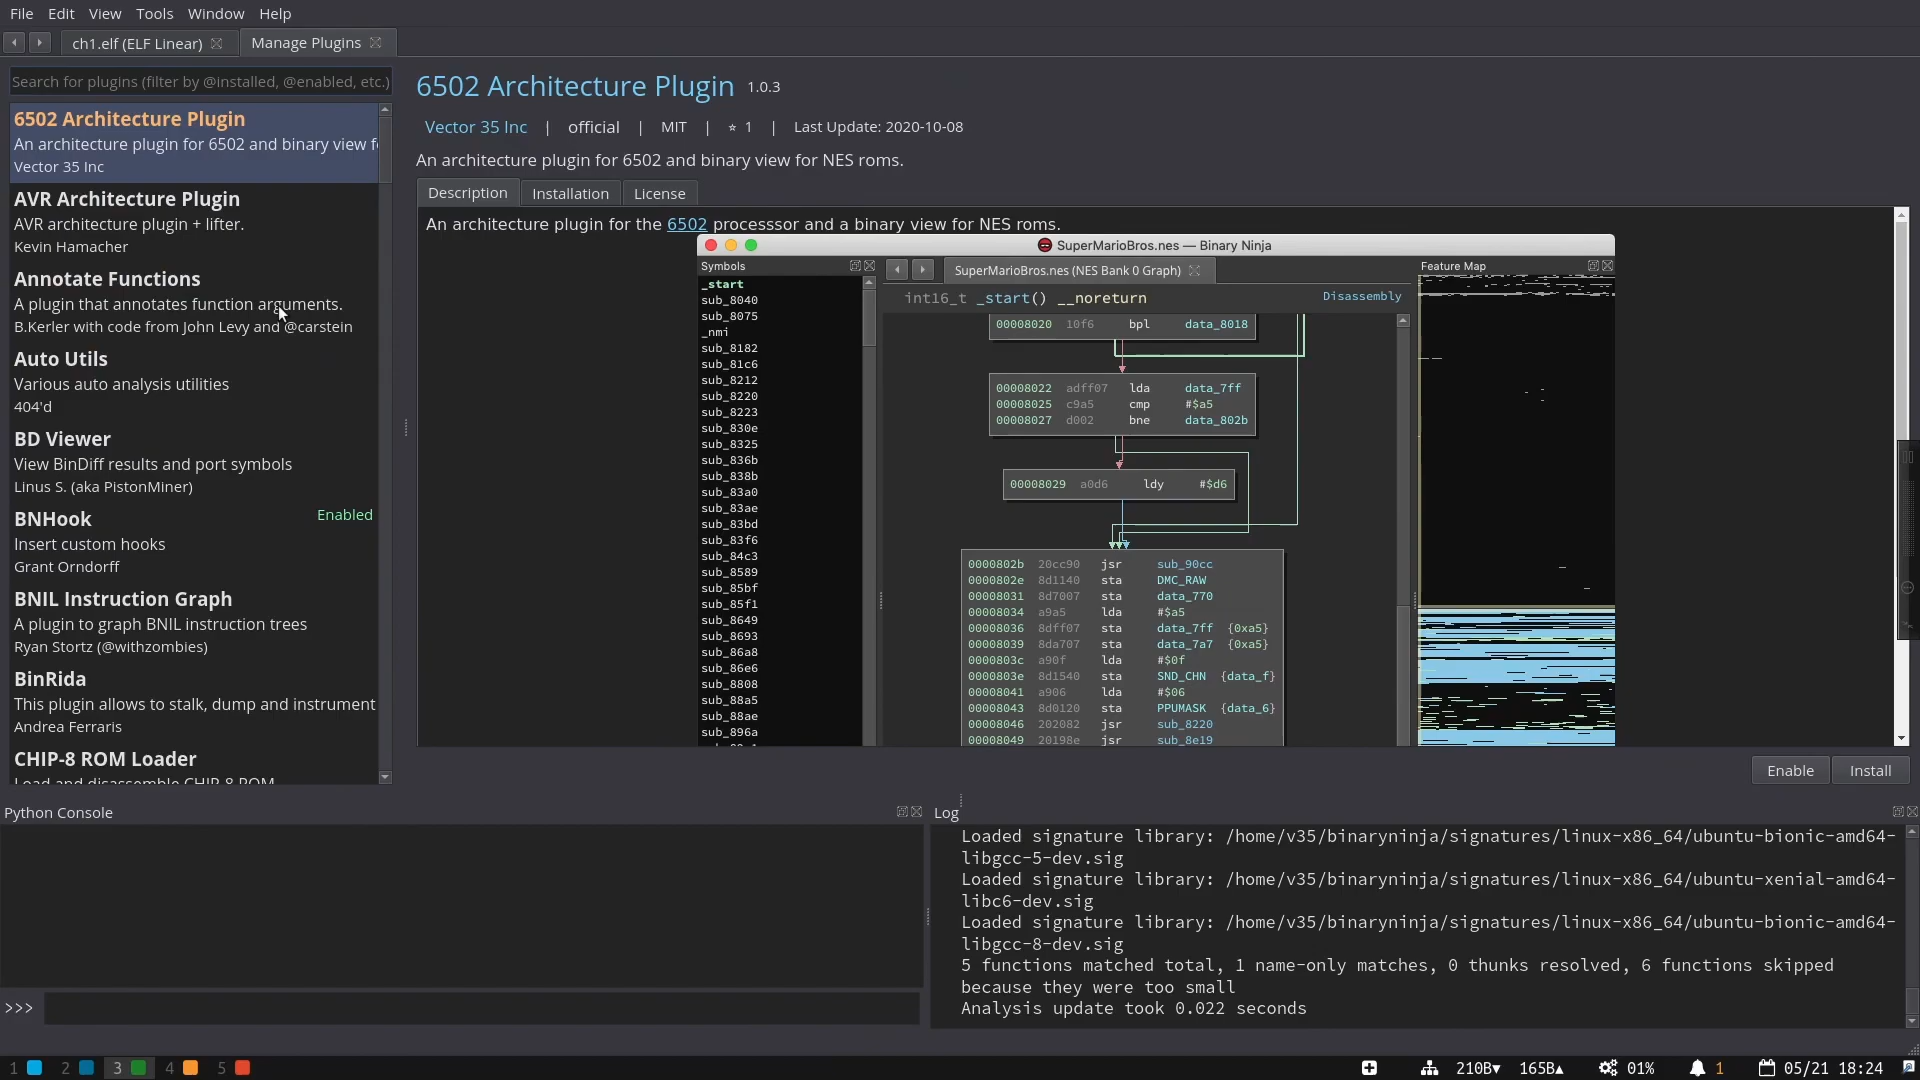 File Edit View Tools Window Help
ch1.elf (ELF Linear)
Manage Plugins
Search for plugins (filter by @installed, @enabled, etc.)
6502 Architecture Plugin
An architecture plugin for 6502 and binary view f
Vector 35 Inc
AVR Architecture Plugin
AVR architecture plugin + lifter.
Kevin Hamacher
Annotate Functions
A plugin that annotates function arguments.
B.Kerler with code from John Levy and @carstein
Auto Utils
Various auto analysis utilities
404'd
BD Viewer
View BinDiff results and port symbols
Linus S. (aka PistonMiner)
BNHook Enabled
Insert custom hooks
Grant Orndorff
BNIL Instruction Graph
A plugin to graph BNIL instruction trees
Ryan Stortz (@withzombies)
BinRida
This plugin allows to stalk, dump and instrument
Andrea Ferraris
CHIP-8 ROM Loader
Load and disassemble CHIP-8 ROM
6502 Architecture Plugin 1.0.3
Vector 35 Inc | official | MIT | ☆ 1 | Last Update: 2020-10-08
An architecture plugin for 6502 and binary view for NES roms.
Description Installation License
An architecture plugin for the 6502 processsor and a binary view for NES roms.
SuperMarioBros.nes — Binary Ninja
Symbols
_start
sub_8040
sub_8075
_nmi
sub_8182
sub_81c6
sub_8212
sub_8220
sub_8223
sub_830e
sub_8325
sub_836b
sub_838b
sub_83a0
sub_83ae
sub_83bd
sub_83f6
sub_84c3
sub_8589
sub_85bf
sub_85f1
sub_8649
sub_8693
sub_86a8
sub_86e6
sub_8808
sub_88a5
sub_88ae
sub_896a
SuperMarioBros.nes (NES Bank 0 Graph)
int16_t _start() __noreturn Disassembly
00008020 10f6 bpl data_8018
00008022 adff07 lda data_7ff
00008025 c9a5 cmp #$a5
00008027 d002 bne data_802b
00008029 a0d6 ldy #$d6
0000802b 20cc90 jsr sub_90cc
0000802e 8d1140 sta DMC_RAW
00008031 8d7007 sta data_770
00008034 a9a5 lda #$a5
00008036 8dff07 sta data_7ff {0xa5}
00008039 8da707 sta data_7a7 {0xa5}
0000803c a90f lda #$0f
0000803e 8d1540 sta SND_CHN {data_f}
00008041 a906 lda #$06
00008043 8d0120 sta PPUMASK {data_6}
00008046 202082 jsr sub_8220
00008049 20198e jsr sub_8e19
Feature Map
Enable Install
Python Console
>>>
Log
Loaded signature library: /home/v35/binaryninja/signatures/linux-x86_64/ubuntu-bionic-amd64-
libgcc-5-dev.sig
Loaded signature library: /home/v35/binaryninja/signatures/linux-x86_64/ubuntu-xenial-amd64-
libc6-dev.sig
Loaded signature library: /home/v35/binaryninja/signatures/linux-x86_64/ubuntu-bionic-amd64-
libgcc-8-dev.sig
5 functions matched total, 1 name-only matches, 0 thunks resolved, 6 functions skipped
because they were too small
Analysis update took 0.022 seconds
1 2 3 4 5 210B▾ 165B▴ 01% 1 05/21 18:24